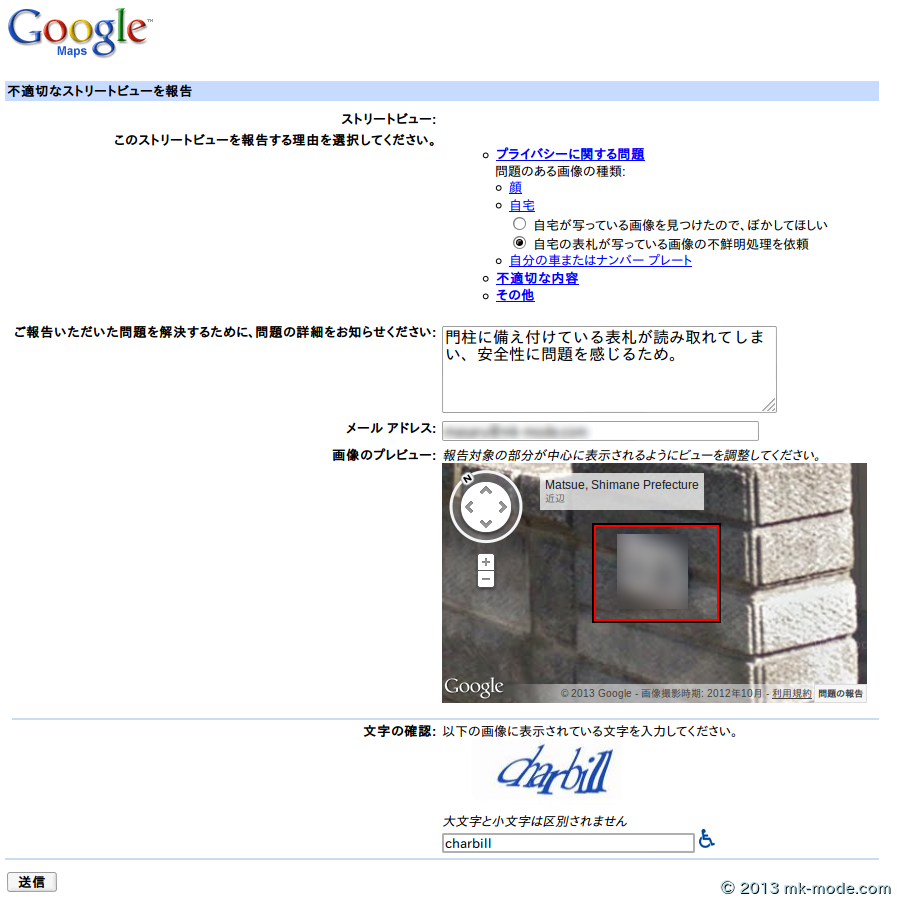 Google™
Maps
不適切なストリートビューを報告
ストリートビュー:
このストリートビューを報告する理由を選択してください。
プライバシーに関する問題
問題のある画像の種類:
顔
自宅
自宅が写っている画像を見つけたので、ぼかしてほしい
自宅の表札が写っている画像の不鮮明処理を依頼
自分の車またはナンバー プレート
不適切な内容
その他
ご報告いただいた問題を解決するために、問題の詳細をお知らせください:
門柱に備え付けている表札が読み取れてしま
い、安全性に問題を感じるため。
メール アドレス:
画像のプレビュー: 報告対象の部分が中心に表示されるようにビューを調整してください。
N
Matsue, Shimane Prefecture
近辺
Google
© 2013 Google - 画像撮影時期: 2012年10月 - 利用規約 問題の報告
文字の確認: 以下の画像に表示されている文字を入力してください。
charbill
大文字と小文字は区別されません
charbill
送信
© 2013 mk-mode.com